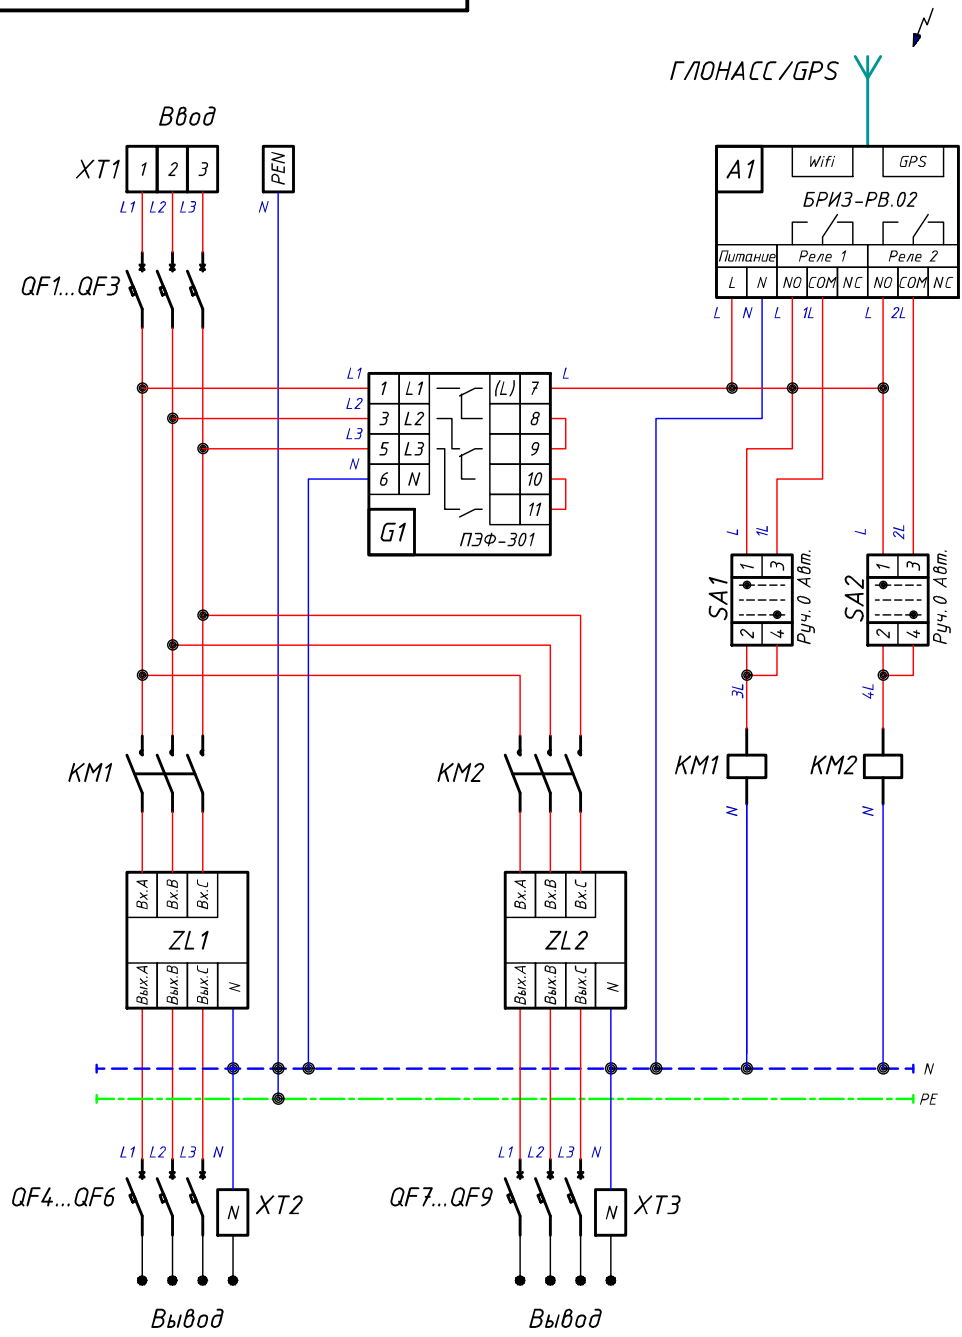 ГЛОНАСС/GPS
Ввод
XT1 1 2 3
PEN
L1 L2 L3 N
A1 Wifi GPS
БРИЗ-РВ.02
Питание Реле 1 Реле 2
L N NO COM NC NO COM NC
L N L 1L L 2L
QF1...QF3
L1 1 L1 (L) 7 L
L2 3 L2 8
L3 5 L3 9
N 6 N 10
11
G1 ПЭФ-301
L 1L L 2L
SA1 1 3 Руч. 0 Авт.
2 4
SA2 1 3 Руч. 0 Авт.
2 4
3L 4L
KM1 KM2 KM1 KM2
N N
Вх.А Вх.В Вх.С Вх.А Вх.В Вх.С
ZL1 ZL2
Вых.А Вых.В Вых.С N Вых.А Вых.В Вых.С N
N
PE
L1 L2 L3 N L1 L2 L3 N
QF4...QF6 N XT2 QF7...QF9 N XT3
Вывод Вывод